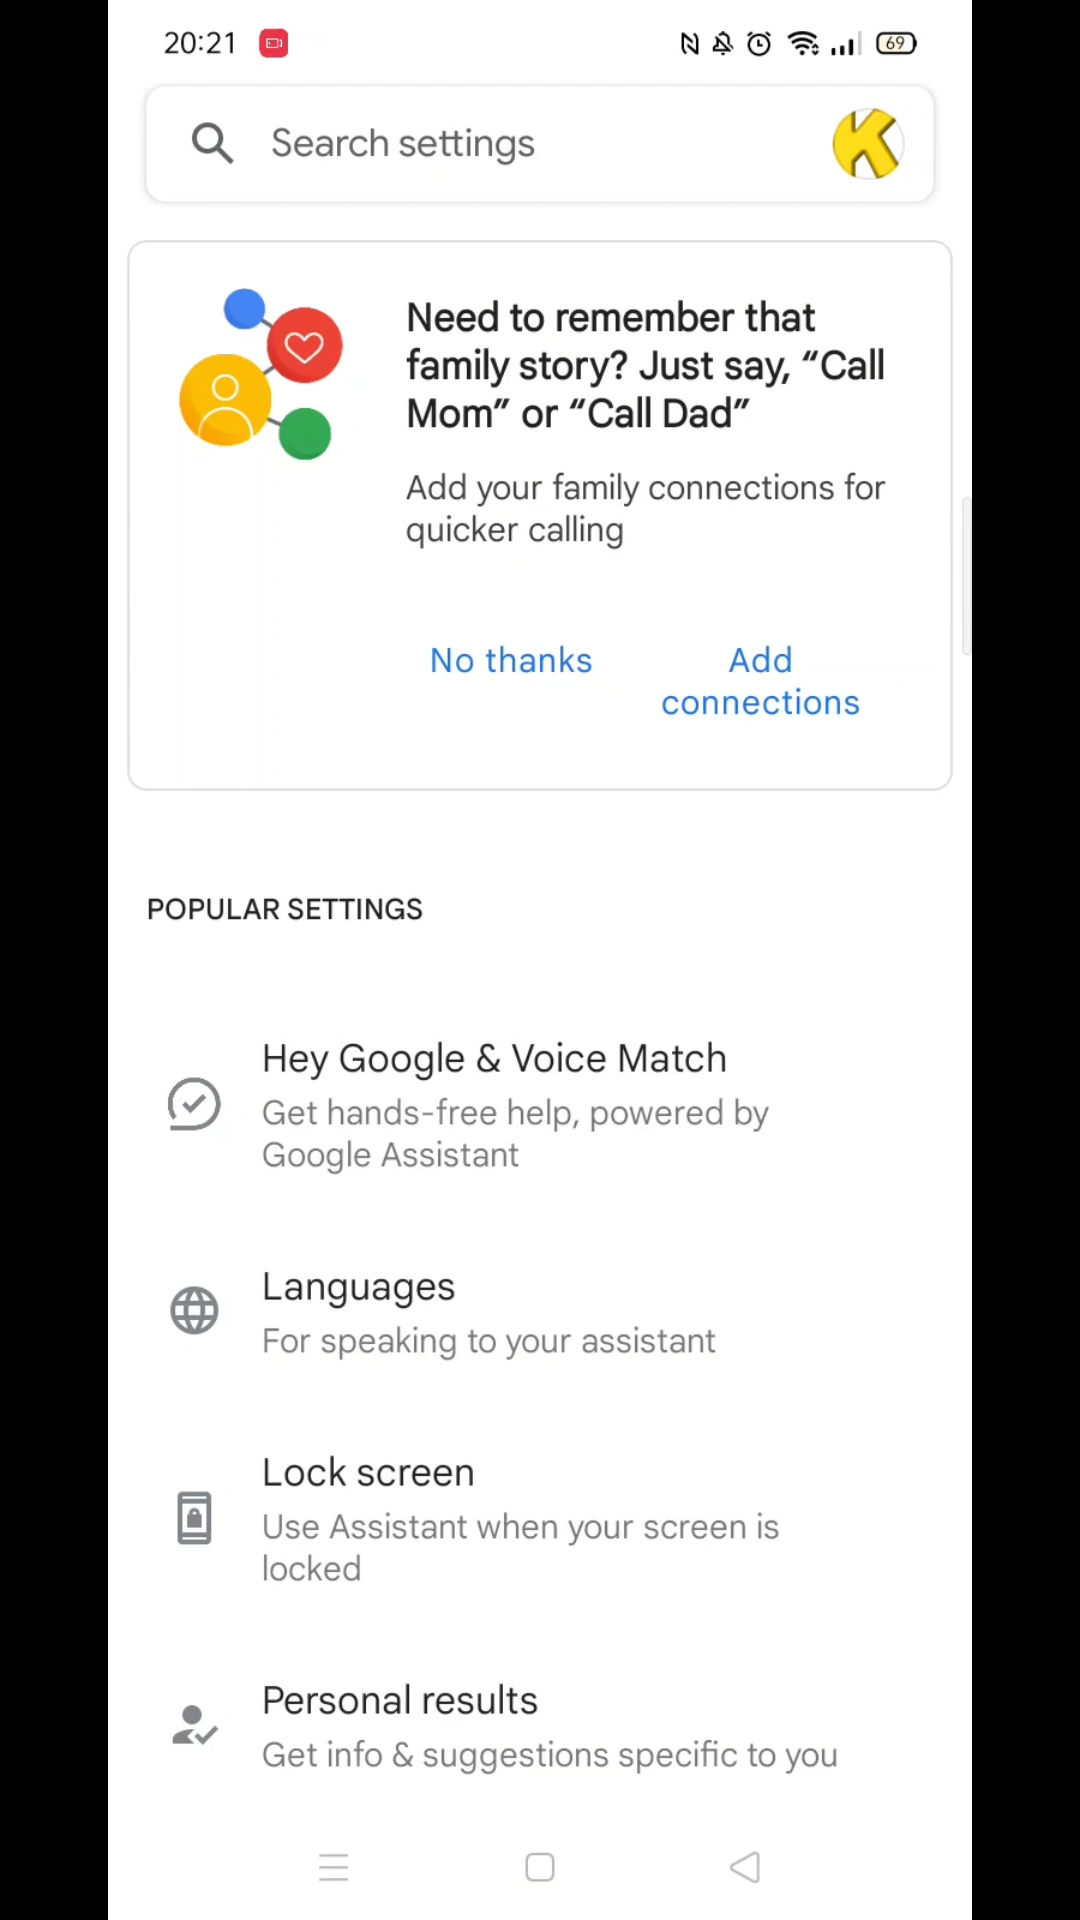 20:21
69
Search settings
K
Need to remember that
family story? Just say, “Call
Mom” or “Call Dad”
Add your family connections for
quicker calling
No thanks
Add
connections
POPULAR SETTINGS
Hey Google & Voice Match
Get hands-free help, powered by
Google Assistant
Languages
For speaking to your assistant
Lock screen
Use Assistant when your screen is
locked
Personal results
Get info & suggestions specific to you